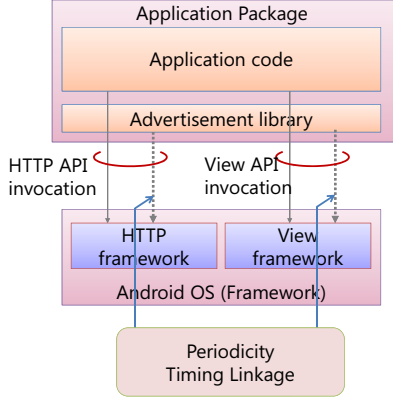 Application Package
Application code
Advertisement library
HTTP API
invocation
View API
invocation
HTTP
framework
View
framework
Android OS (Framework)
Periodicity
Timing Linkage